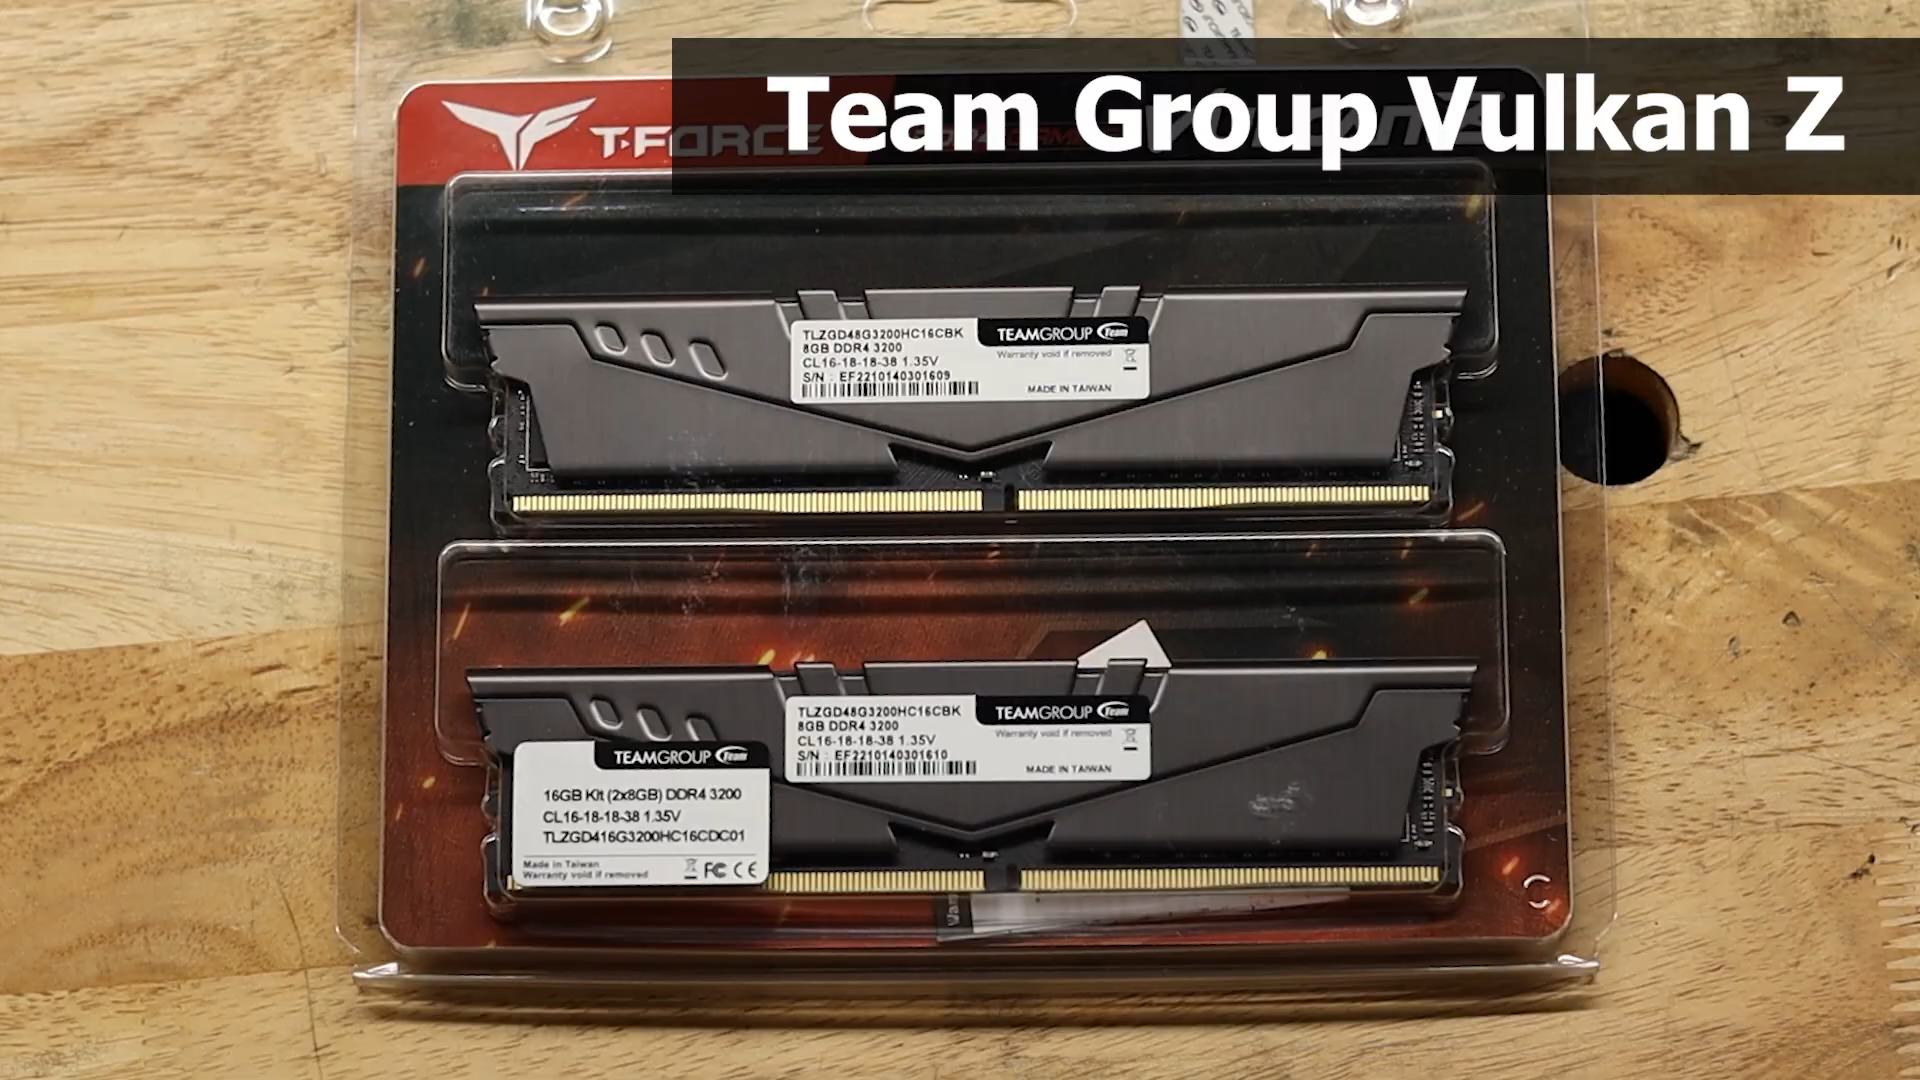 Team Group Vulkan Z
T-FORCE
TLZGD48G3200HC16CBK
8GB DDR4 3200
CL16-18-18-38 1.35V
S/N : EF2210140301609
TEAMGROUP Team
Warranty void if removed
MADE IN TAIWAN
TLZGD48G3200HC16CBK
8GB DDR4 3200
CL16-18-18-38 1.35V
S/N : EF2210140301610
TEAMGROUP Team
Warranty void if removed
MADE IN TAIWAN
TEAMGROUP Team
16GB Kit (2x8GB) DDR4 3200
CL16-18-18-38 1.35V
TLZGD416G3200HC16CDC01
Made in Taiwan
Warranty void if removed
FC CE